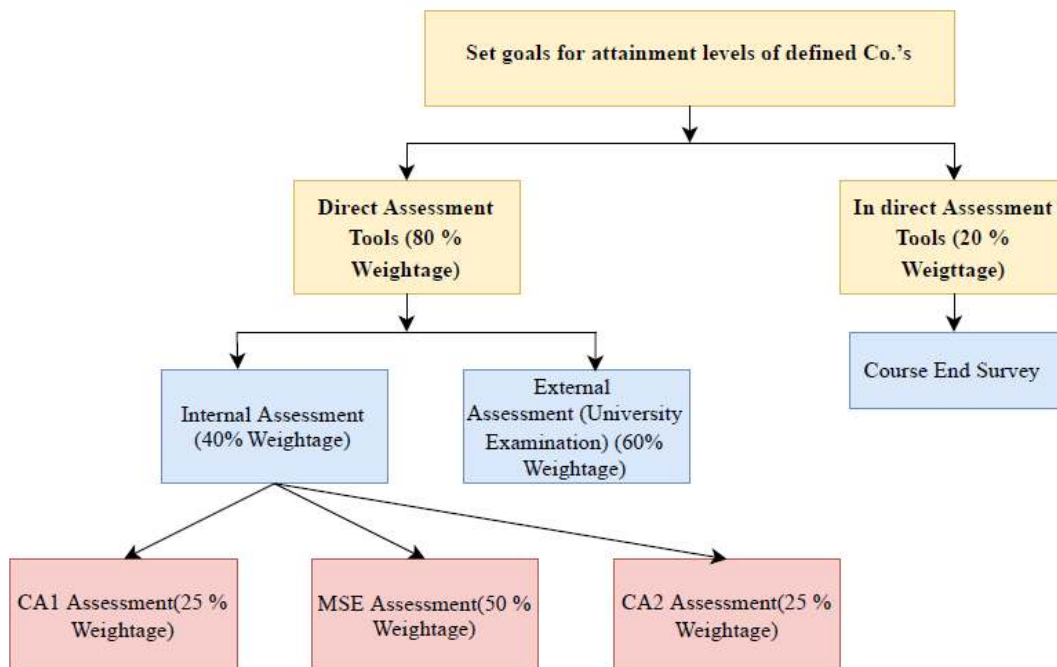 Set goals for attainment levels of defined Co.’s
Direct Assessment
Tools (80 %
Weightage)
In direct Assessment
Tools (20 %
Weigttage)
Internal Assessment
(40% Weightage)
External
Assessment (University
Examination) (60%
Weightage)
Course End Survey
CA1 Assessment(25 %
Weightage)
MSE Assessment(50 %
Weightage)
CA2 Assessment(25 %
Weightage)